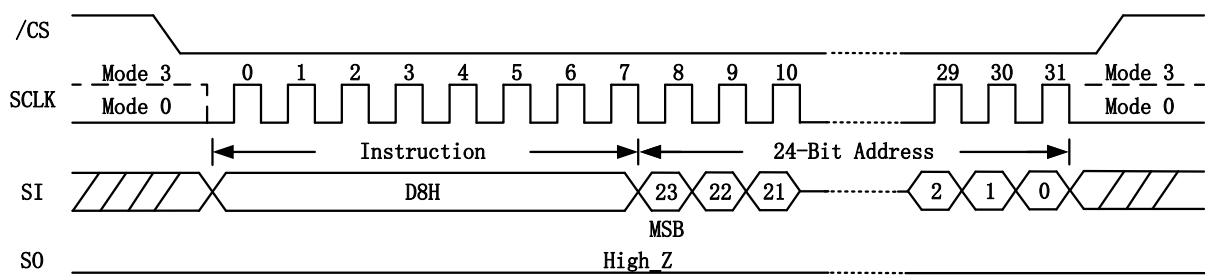 /CS
0 1 2 3 4 5 6 7 8 9 10 29 30 31
Mode 3 Mode 3
SCLK
Mode 0 Mode 0
Instruction 24-Bit Address
SI D8H 23 22 21 2 1 0
MSB
SO High_Z